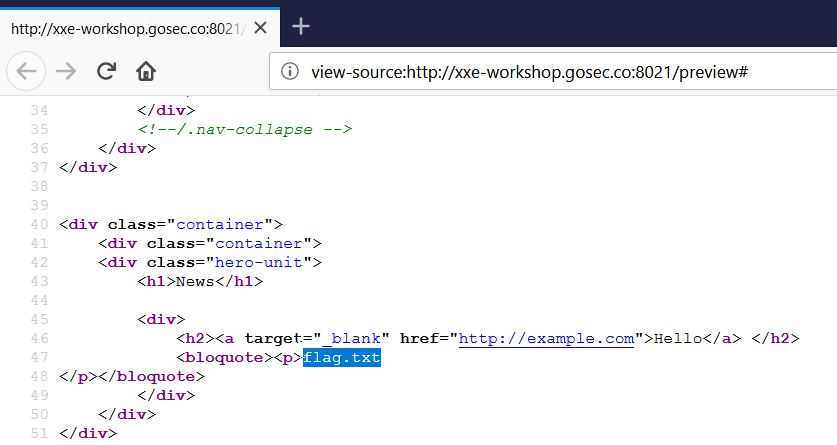 http://xxe-workshop.gosec.co:8021/
view-source:http://xxe-workshop.gosec.co:8021/preview#
34 </div>
35 <!--/.nav-collapse -->
36 </div>
37 </div>
38
39
40 <div class="container">
41 <div class="container">
42 <div class="hero-unit">
43 <h1>News</h1>
44
45 <div>
46 <h2><a target="_blank" href="http://example.com">Hello</a> </h2>
47 <bloquote><p>flag.txt
48 </p></bloquote>
49 </div>
50 </div>
51 </div>